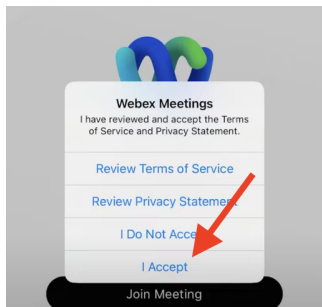 Webex Meetings
I have reviewed and accept the Terms
of Service and Privacy Statement.
Review Terms of Service
Review Privacy Statement
I Do Not Accept
I Accept
Join Meeting